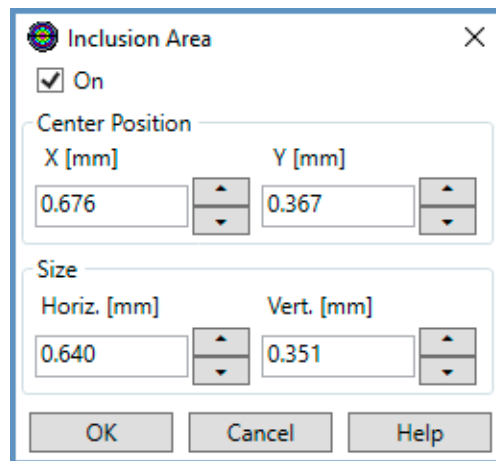 Inclusion Area
On
Center Position
X [mm] Y [mm]
0.676 0.367
Size
Horiz. [mm] Vert. [mm]
0.640 0.351
OK Cancel Help